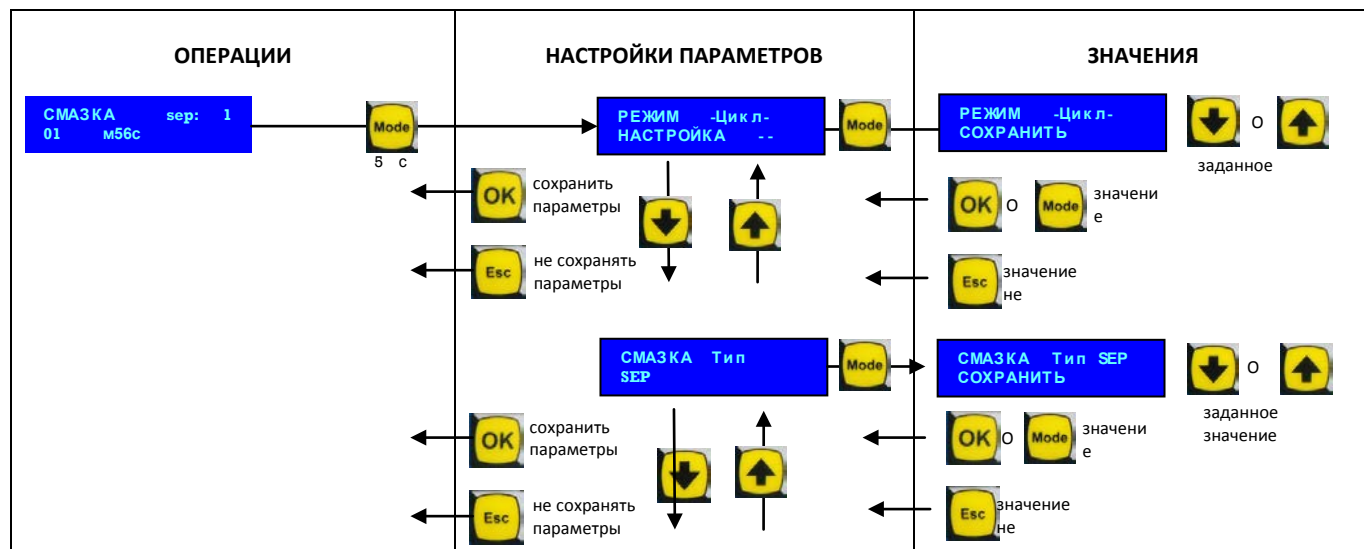 ОПЕРАЦИИ
НАСТРОЙКИ ПАРАМЕТРОВ
ЗНАЧЕНИЯ
СМАЗКА sep: 1
01 м56с
Mode
5 с
РЕЖИМ -Цикл-
НАСТРОЙКА --
Mode
РЕЖИМ -Цикл-
СОХРАНИТЬ
О
заданное
OK
сохранить
параметры
Esc
не сохранять
параметры
OK О Mode
значени
е
Esc
значение
не
СМАЗКА Тип
SEP
Mode
СМАЗКА Тип SEP
СОХРАНИТЬ
О
заданное
значение
OK
сохранить
параметры
Esc
не сохранять
параметры
OK О Mode
значени
е
Esc
значение
не